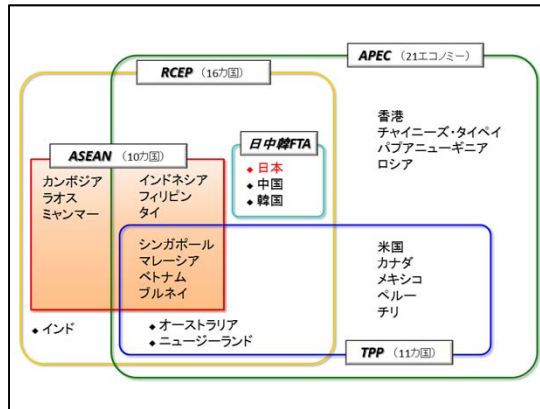 APEC （21エコノミー）
RCEP （16カ国）
香港
チャイニーズ・タイペイ
パプアニューギニア
ロシア
日中韓FTA
◆ 日本
◆ 中国
◆ 韓国
ASEAN （10カ国）
カンボジア
ラオス
ミャンマー
インドネシア
フィリピン
タイ
シンガポール
マレーシア
ベトナム
ブルネイ
米国
カナダ
メキシコ
ペルー
チリ
◆ インド
◆ オーストラリア
◆ ニュージーランド
TPP （11カ国）